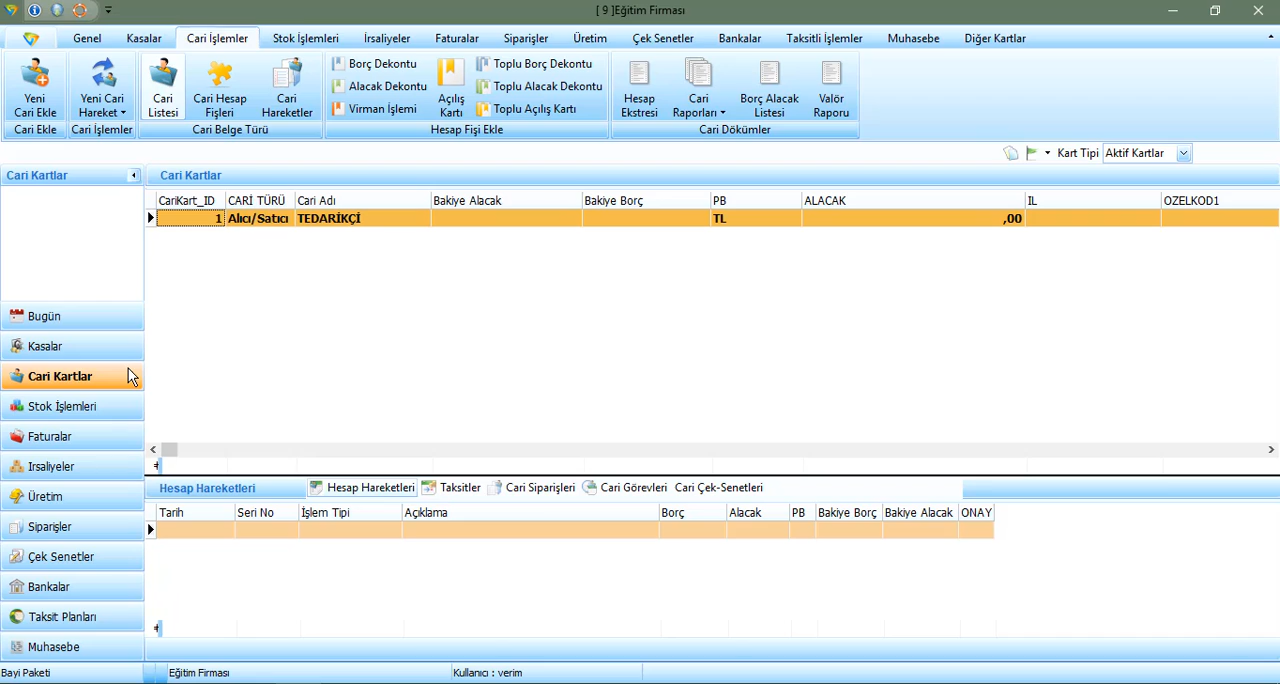 [ 9 ]Eğitim Firması
Genel Kasalar Cari İşlemler Stok İşlemleri İrsaliyeler Faturalar Siparişler Üretim Çek Senetler Bankalar Taksitli İşlemler Muhasebe Diğer Kartlar
Yeni Cari Ekle
Yeni Cari Hareket
Cari Listesi
Cari Hesap Fişleri
Cari Hareketler
Borç Dekontu
Alacak Dekontu
Virman İşlemi
Açılış Kartı
Toplu Borç Dekontu
Toplu Alacak Dekontu
Toplu Açılış Kartı
Hesap Ekstresi
Cari Raporları
Borç Alacak Listesi
Valör Raporu
Cari Ekle Cari İşlemler Cari Belge Türü Hesap Fişi Ekle Cari Dökümler
Kart Tipi Aktif Kartlar
Cari Kartlar
Cari Kartlar
CariKart_ID CARİ TÜRÜ Cari Adı Bakiye Alacak Bakiye Borç PB ALACAK IL OZELKOD1
1 Alıcı/Satıcı TEDARİKÇİ TL ,00
Bugün
Kasalar
Cari Kartlar
Stok İşlemleri
Faturalar
Irsaliyeler
Üretim
Siparişler
Çek Senetler
Bankalar
Taksit Planları
Muhasebe
Hesap Hareketleri Hesap Hareketleri Taksitler Cari Siparişleri Cari Görevleri Cari Çek-Senetleri
Tarih Seri No İşlem Tipi Açıklama Borç Alacak PB Bakiye Borç Bakiye Alacak ONAY
Bayi Paketi Eğitim Firması Kullanıcı : verim